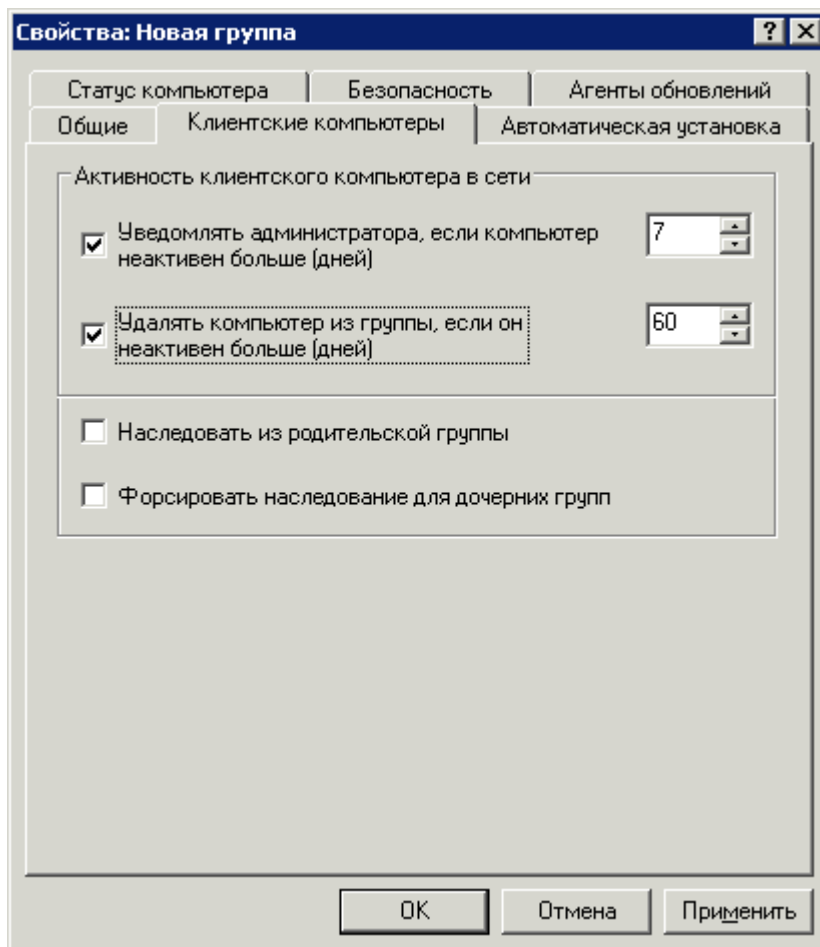 Свойства: Новая группа
Статус компьютера
Безопасность
Агенты обновлений
Общие
Клиентские компьютеры
Автоматическая установка
Активность клиентского компьютера в сети
Уведомлять администратора, если компьютер
неактивен больше (дней)
7
Удалять компьютер из группы, если он
неактивен больше (дней)
60
Наследовать из родительской группы
Форсировать наследование для дочерних групп
OK
Отмена
Применить